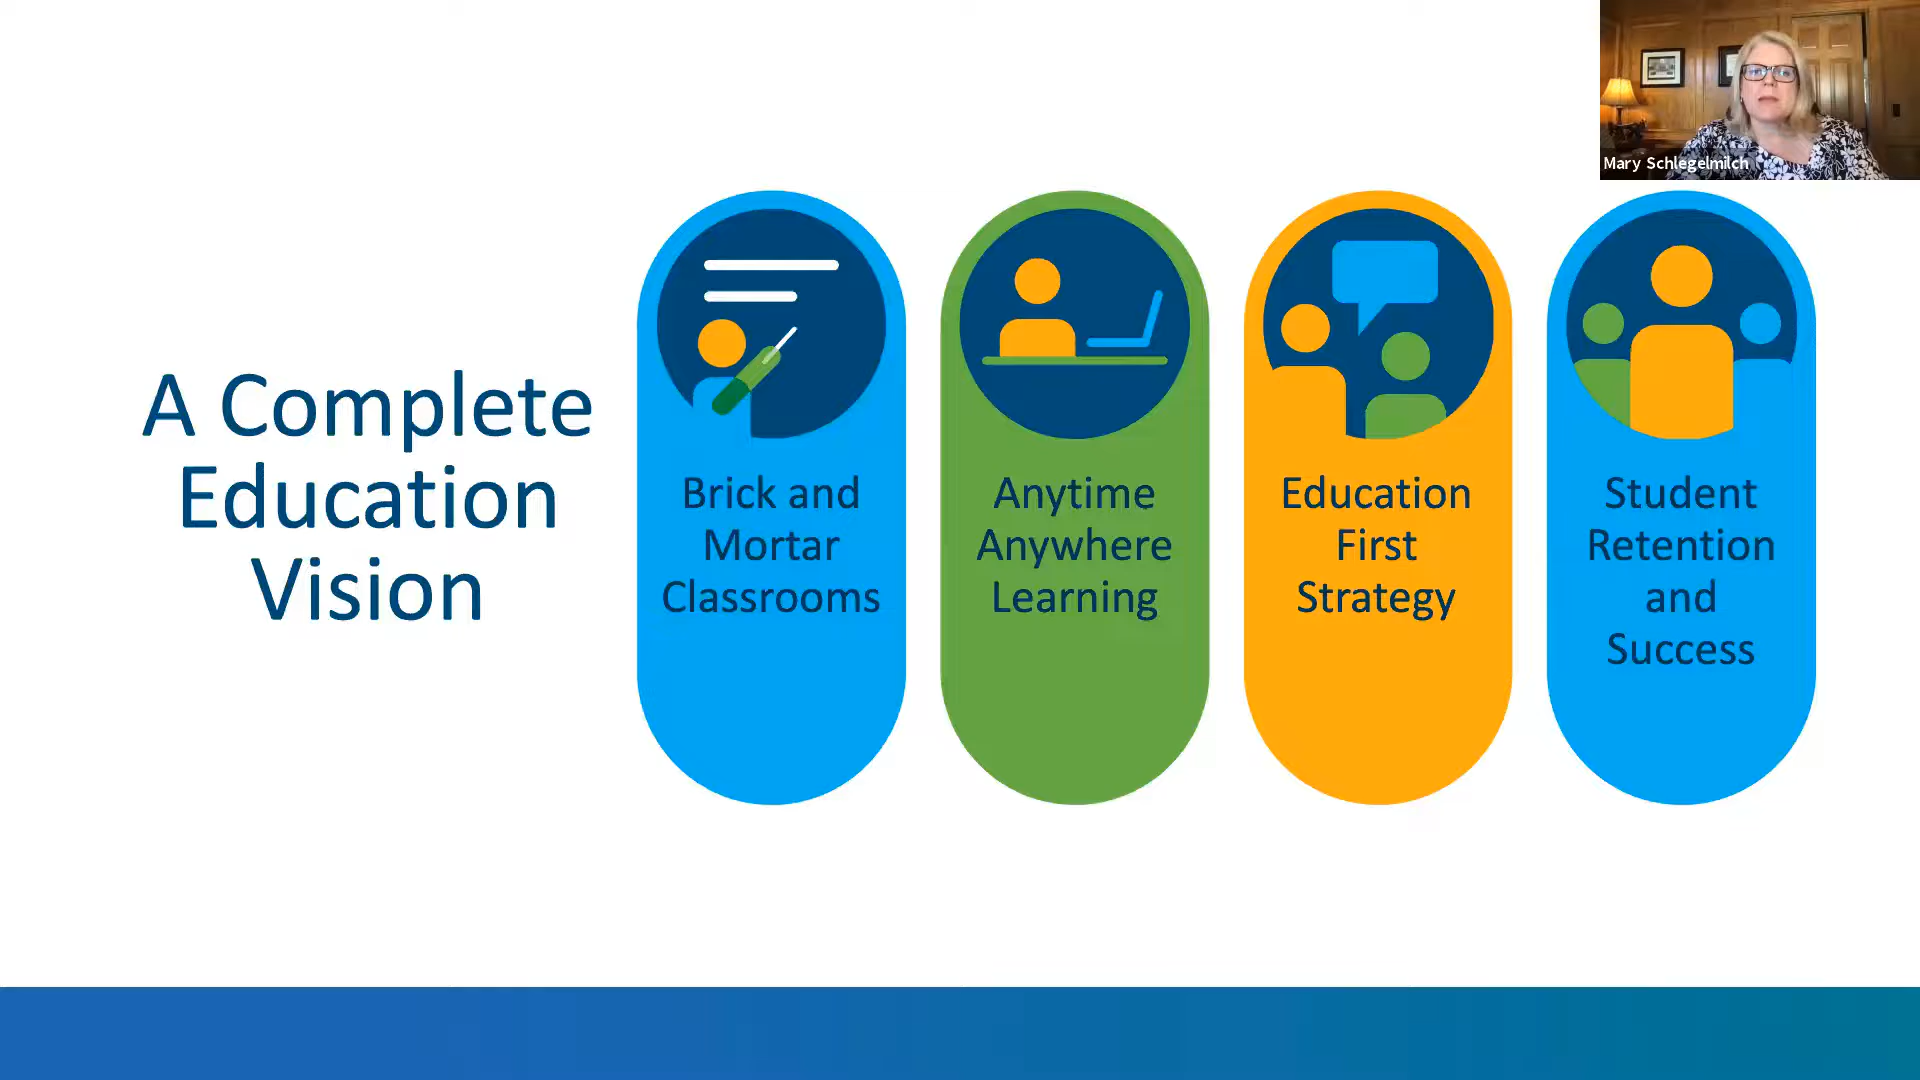 Mary Schlegelmilch
A Complete
Education
Vision
Brick and
Mortar
Classrooms
Anytime
Anywhere
Learning
Education
First
Strategy
Student
Retention
and
Success